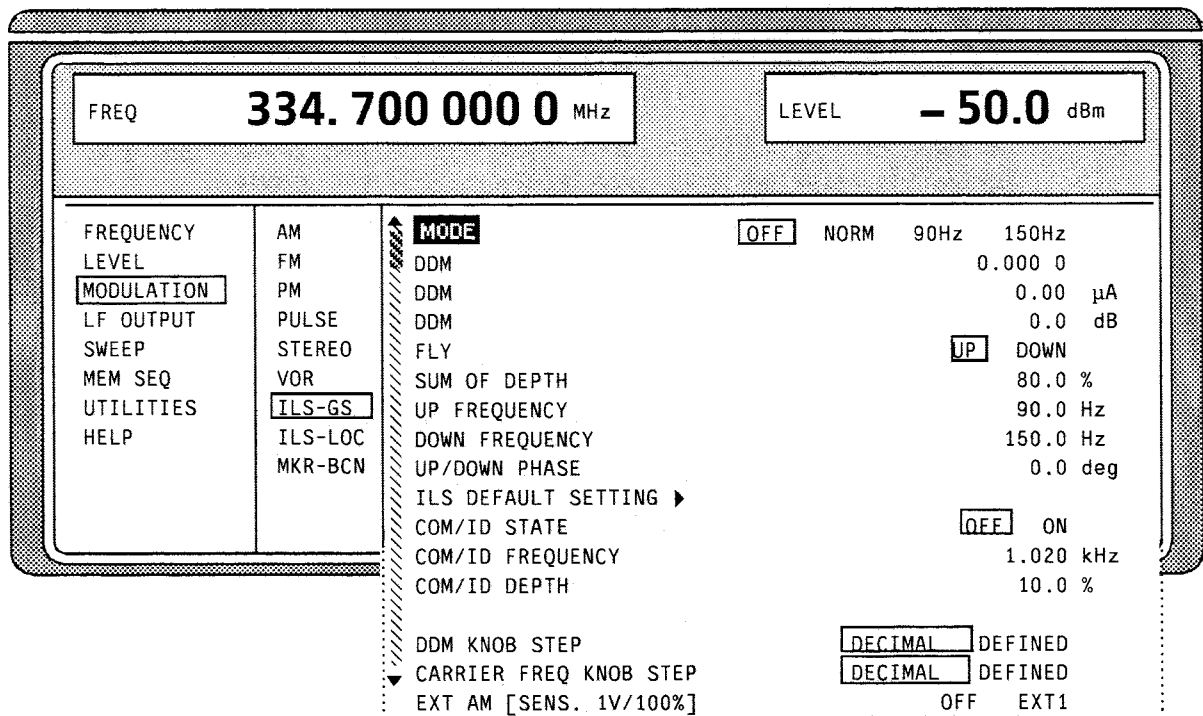 FREQ 334. 700 000 0 MHz LEVEL – 50.0 dBm
FREQUENCY
LEVEL
MODULATION
LF OUTPUT
SWEEP
MEM SEQ
UTILITIES
HELP
AM
FM
PM
PULSE
STEREO
VOR
ILS-GS
ILS-LOC
MKR-BCN
MODE OFF NORM 90Hz 150Hz
DDM 0.000 0
DDM 0.00 µA
DDM 0.0 dB
FLY UP DOWN
SUM OF DEPTH 80.0 %
UP FREQUENCY 90.0 Hz
DOWN FREQUENCY 150.0 Hz
UP/DOWN PHASE 0.0 deg
ILS DEFAULT SETTING
COM/ID STATE OFF ON
COM/ID FREQUENCY 1.020 kHz
COM/ID DEPTH 10.0 %
DDM KNOB STEP DECIMAL DEFINED
CARRIER FREQ KNOB STEP DECIMAL DEFINED
EXT AM [SENS. 1V/100%] OFF EXT1